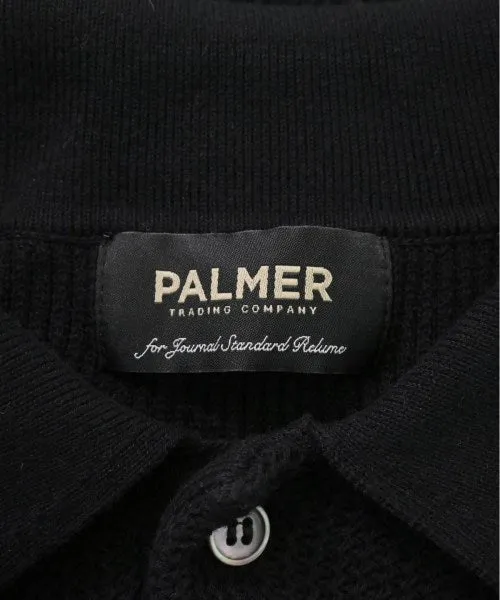 PALMER
TRADING COMPANY
for Journal Standard Relume